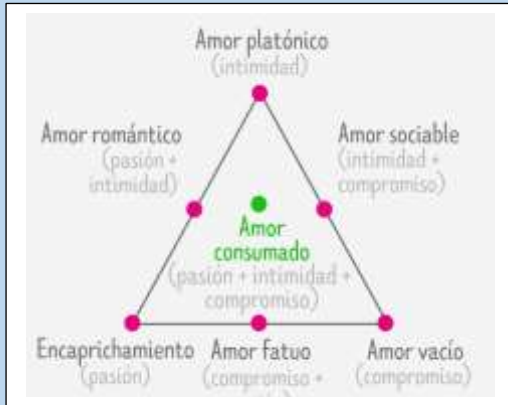 Amor platónico
(intimidad)
Amor romántico
(pasión +
intimidad)
Amor sociable
(intimidad +
compromiso)
Amor
consumado
(pasión + intimidad +
compromiso)
Encaprichamiento
(pasión)
Amor fatuo
(compromiso +
Amor vacío
(compromiso)